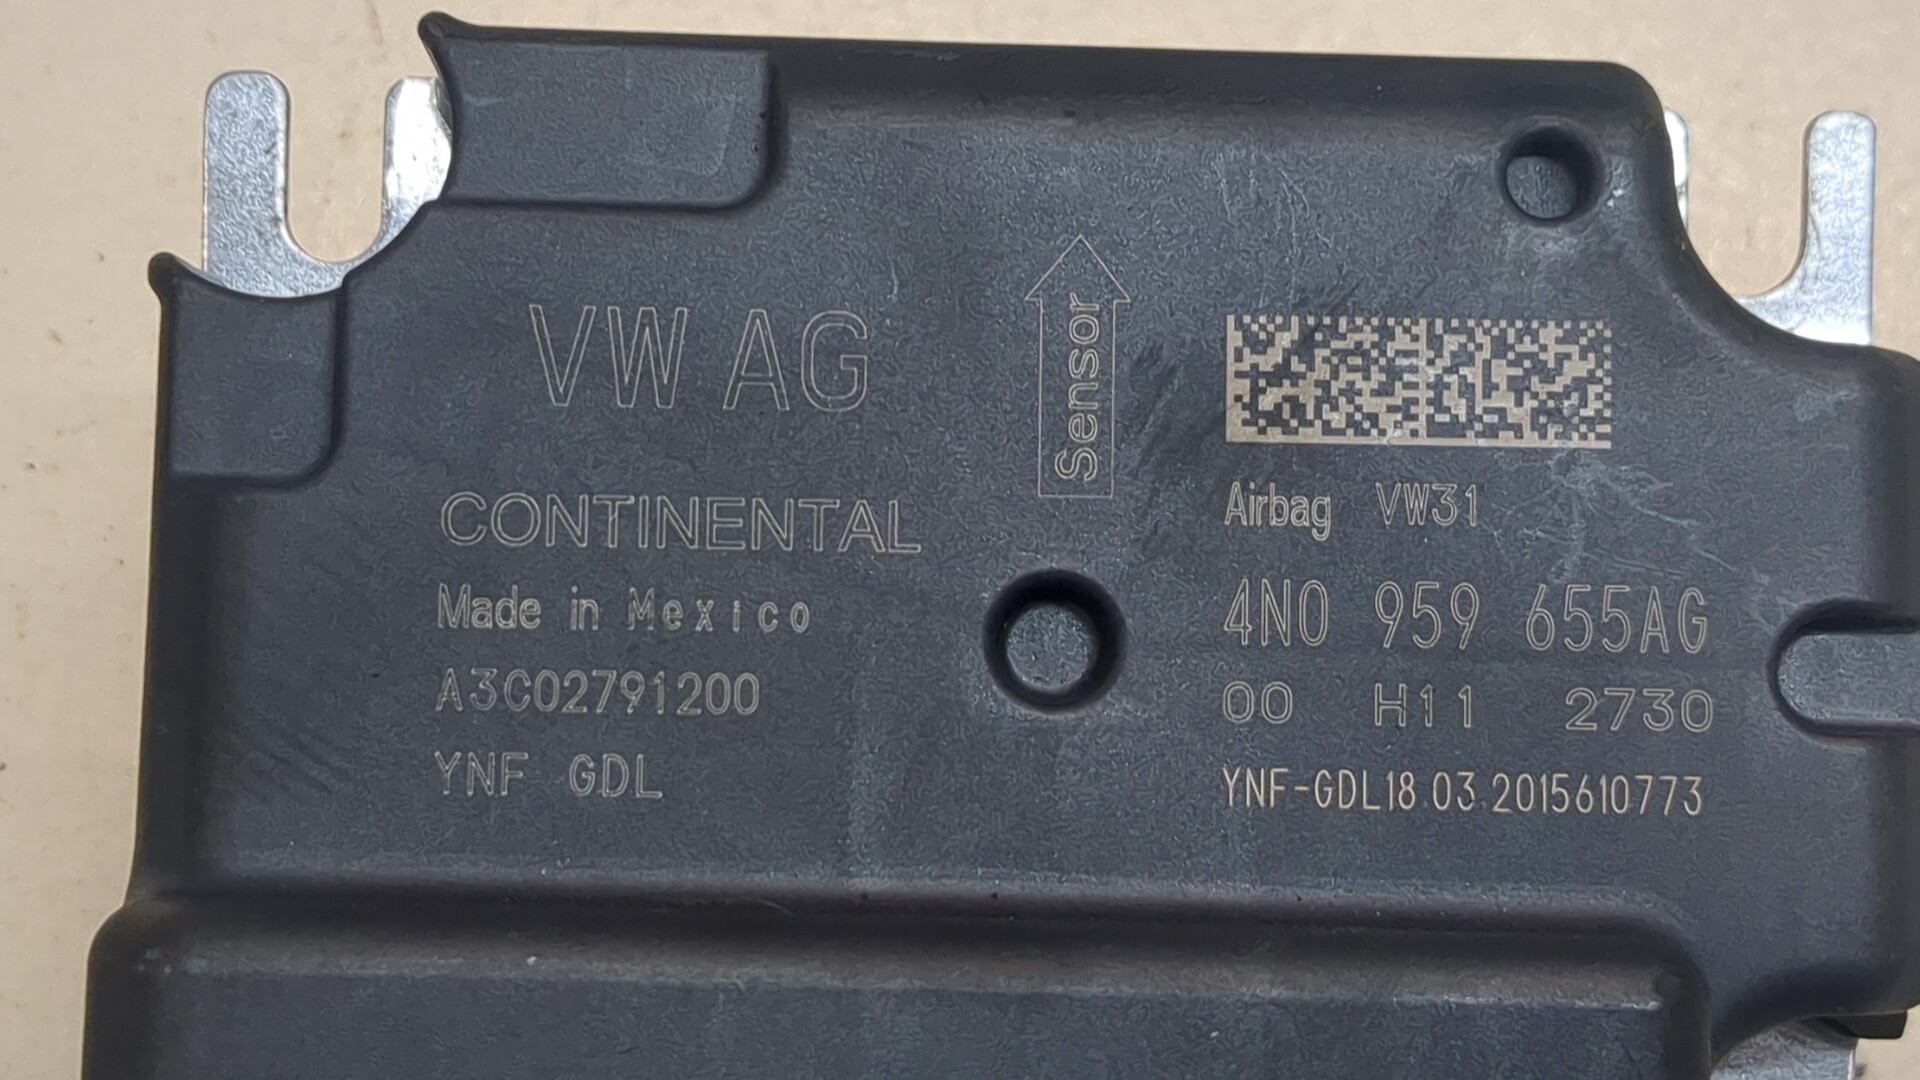 VW AG
Sensor
CONTINENTAL
Made in Mexico
A3C02791200
YNF GDL
Airbag VW31
4N0 959 655AG
00 H11 2730
YNF-GDL18.03.2015610773